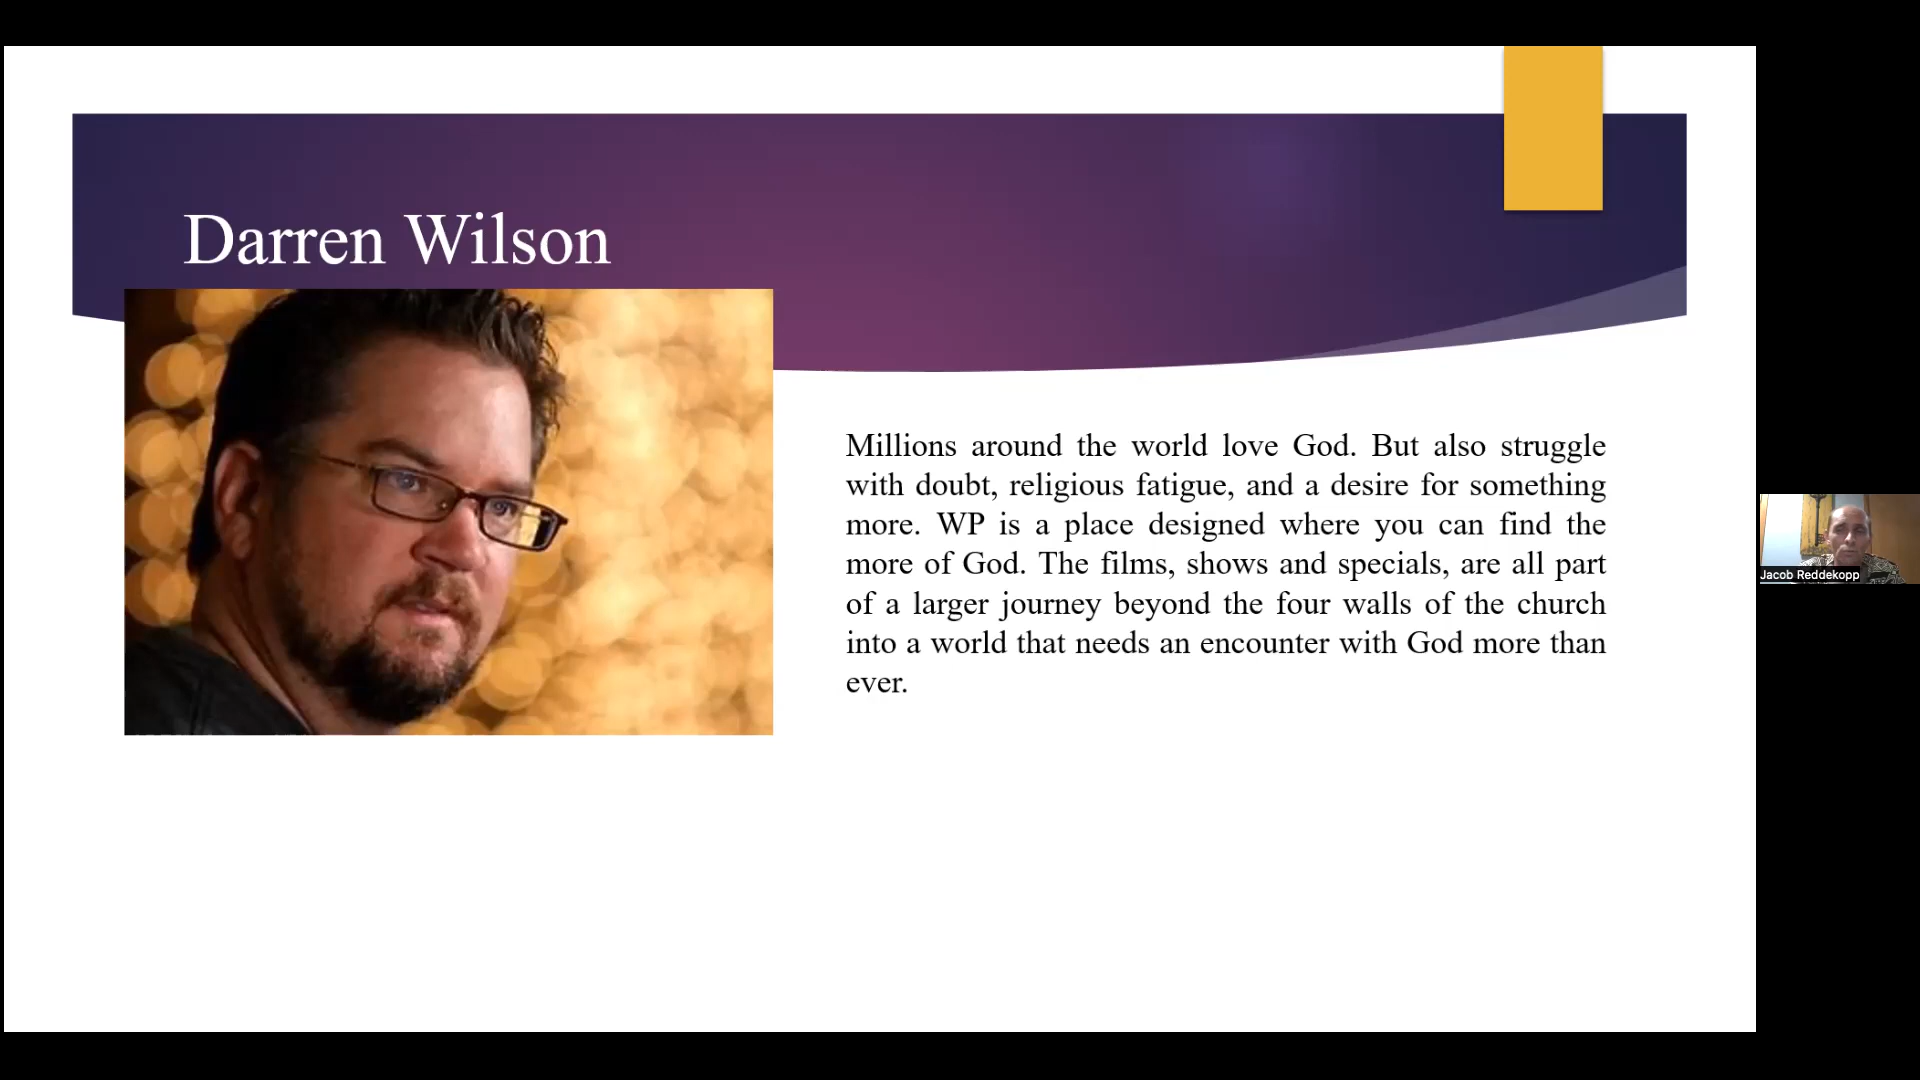 Darren Wilson
Millions around the world love God. But also struggle
with doubt, religious fatigue, and a desire for something
more. WP is a place designed where you can find the
more of God. The films, shows and specials, are all part
of a larger journey beyond the four walls of the church
into a world that needs an encounter with God more than
ever.
Jacob Reddekopp